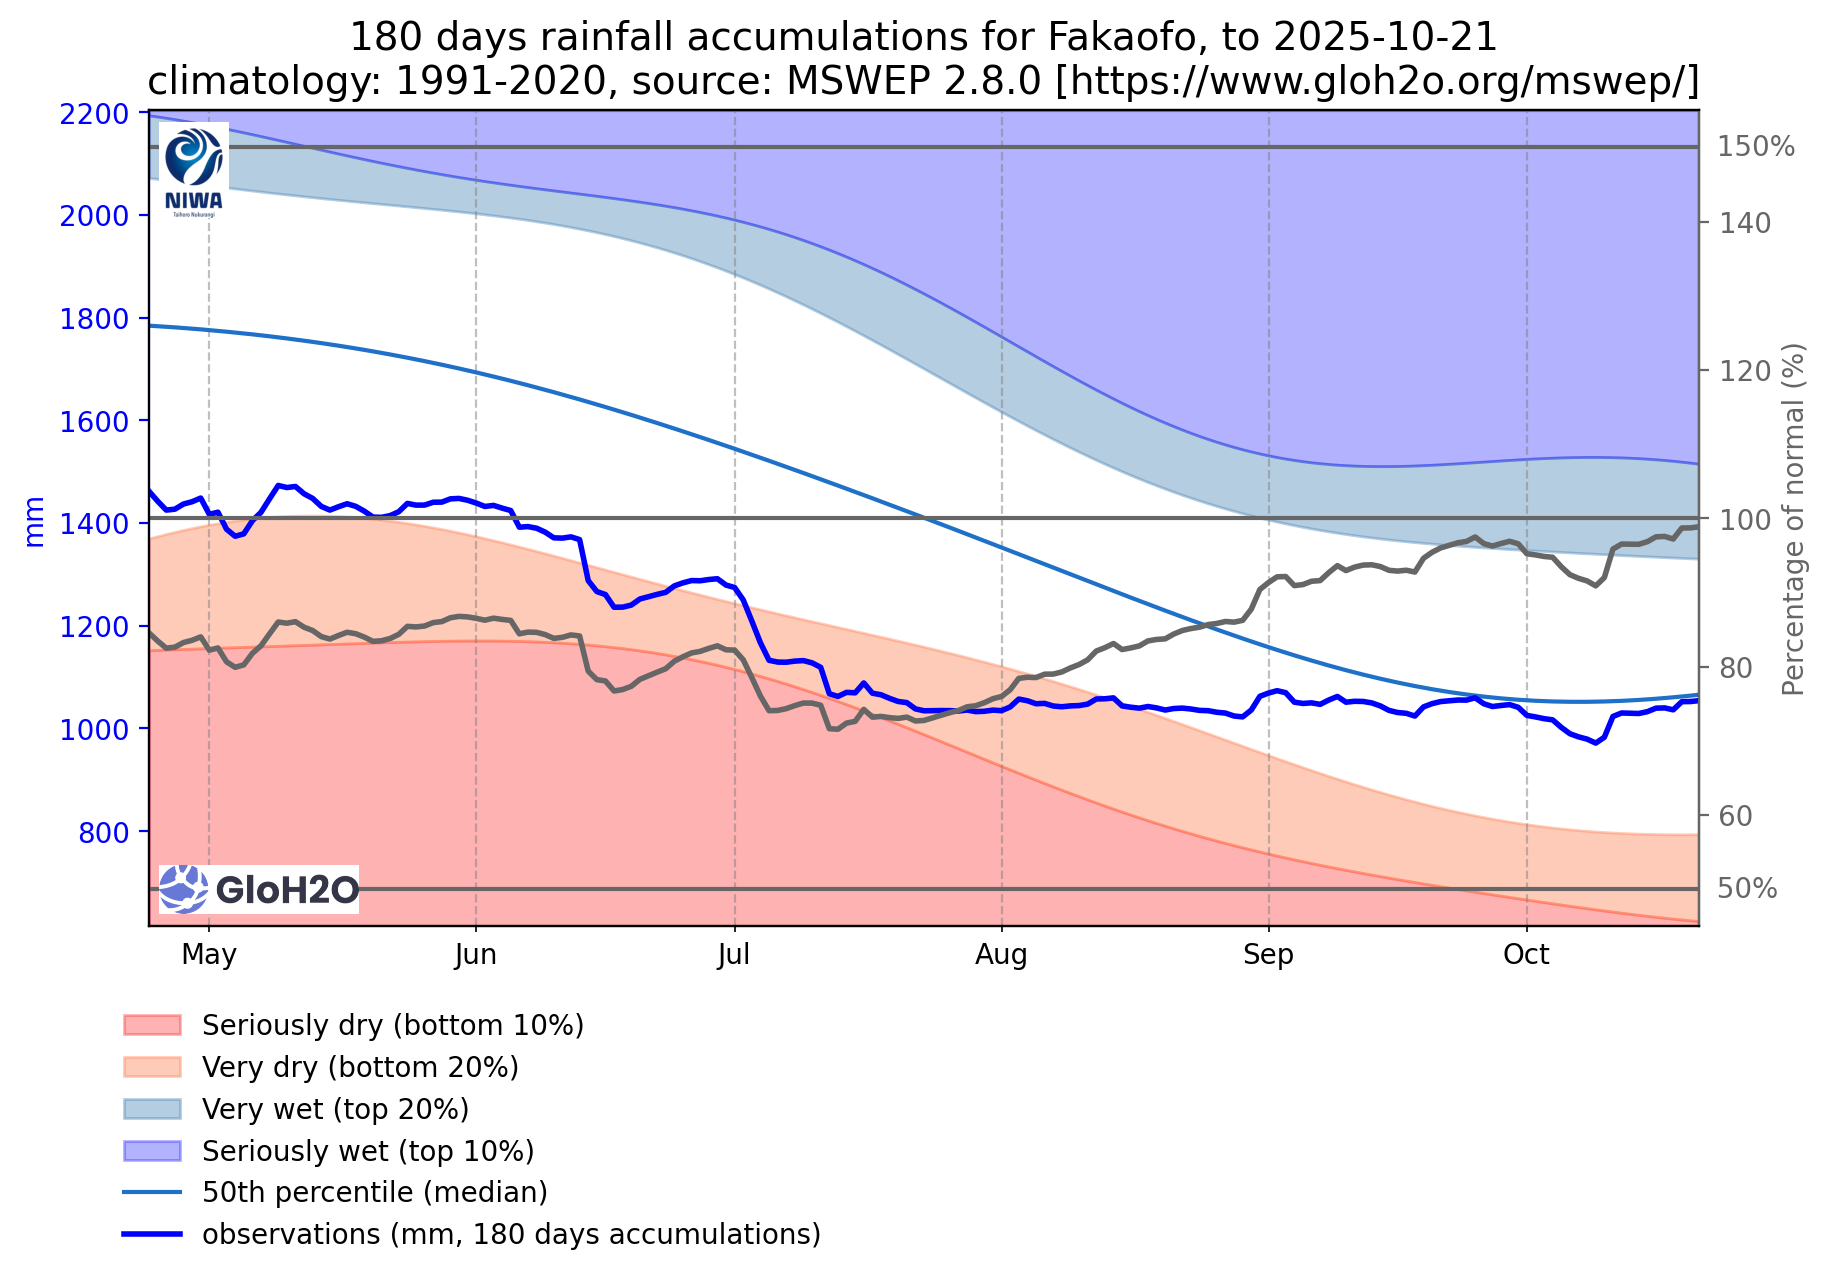 180 days rainfall accumulations for Fakaofo, to 2025-10-21
climatology: 1991-2020, source: MSWEP 2.8.0 [https://www.gloh2o.org/mswep/]
2200
2000
1800
1600
1400
1200
1000
800
mm
NIWA
Taihoro Nukurangi
GloH2O
150%
140
120
100
80
60
50%
Percentage of normal (%)
May
Jun
Jul
Aug
Sep
Oct
Seriously dry (bottom 10%)
Very dry (bottom 20%)
Very wet (top 20%)
Seriously wet (top 10%)
50th percentile (median)
observations (mm, 180 days accumulations)